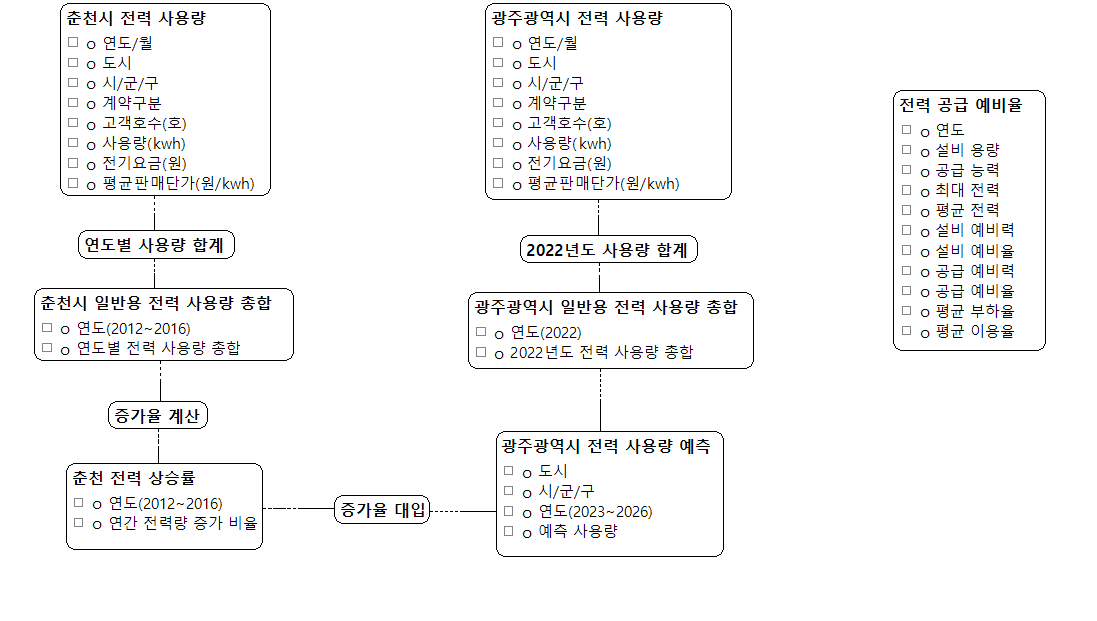 춘천시 전력 사용량
o 연도/월
o 도시
o 시/군/구
o 계약구분
o 고객호수(호)
o 사용량(kwh)
o 전기요금(원)
o 평균판매단가(원/kwh)
연도별 사용량 합계
춘천시 일반용 전력 사용량 총합
o 연도(2012~2016)
o 연도별 전력 사용량 총합
증가율 계산
춘천 전력 상승률
o 연도(2012~2016)
o 연간 전력량 증가 비율
증가율 대입
광주광역시 전력 사용량
o 연도/월
o 도시
o 시/군/구
o 계약구분
o 고객호수(호)
o 사용량(kwh)
o 전기요금(원)
o 평균판매단가(원/kwh)
2022년도 사용량 합계
광주광역시 일반용 전력 사용량 총합
o 연도(2022)
o 2022년도 전력 사용량 총합
광주광역시 전력 사용량 예측
o 도시
o 시/군/구
o 연도(2023~2026)
o 예측 사용량
전력 공급 예비율
o 연도
o 설비 용량
o 공급 능력
o 최대 전력
o 평균 전력
o 설비 예비력
o 설비 예비율
o 공급 예비력
o 공급 예비율
o 평균 부하율
o 평균 이용율